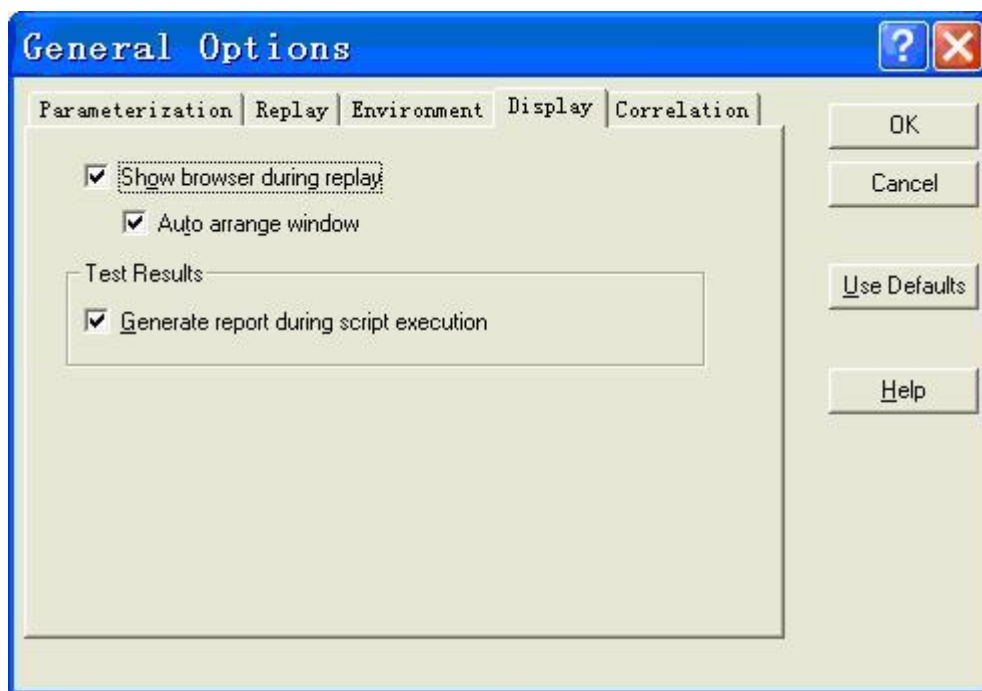 General Options
Parameterization Replay Environment Display Correlation
Show browser during replay
Auto arrange window
Test Results
Generate report during script execution
OK
Cancel
Use Defaults
Help